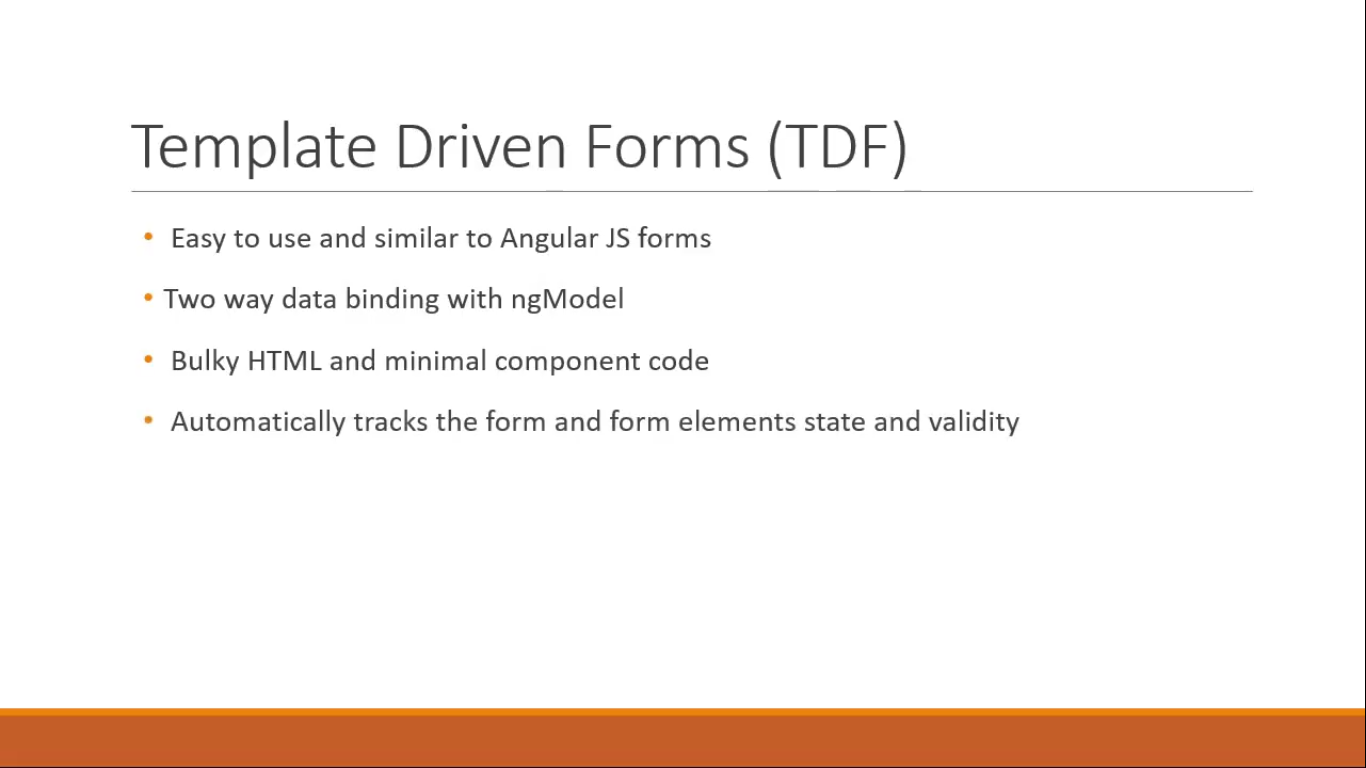 Template Driven Forms (TDF)
• Easy to use and similar to Angular JS forms
• Two way data binding with ngModel
• Bulky HTML and minimal component code
• Automatically tracks the form and form elements state and validity